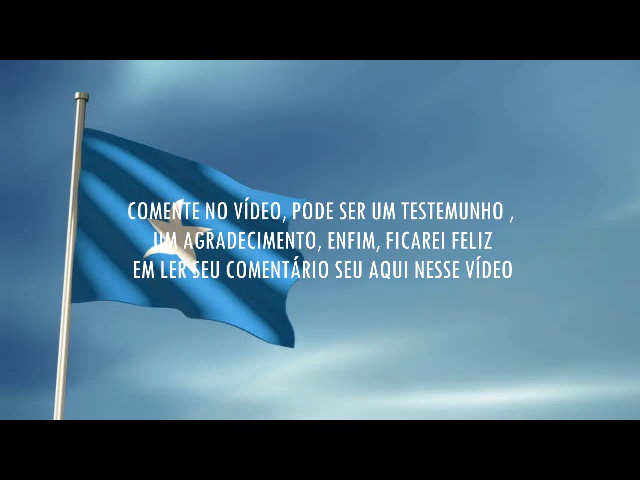 COMENTE NO VÍDEO, PODE SER UM TESTEMUNHO ,
UM AGRADECIMENTO, ENFIM, FICAREI FELIZ
EM LER SEU COMENTÁRIO SEU AQUI NESSE VÍDEO